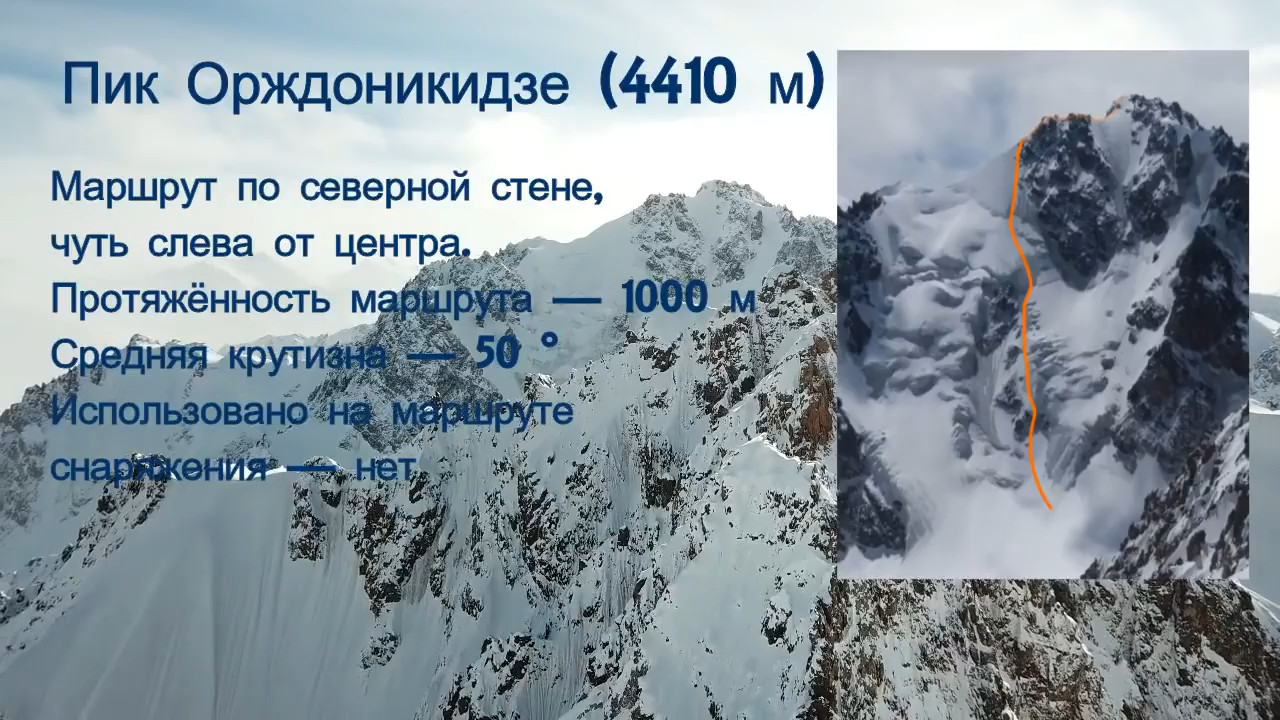 Пик Орждоникидзе (4410 м)
Маршрут по северной стене,
чуть слева от центра.
Протяжённость маршрута — 1000 м
Средняя крутизна — 50 °
Использовано на маршруте
снаряжения — нет